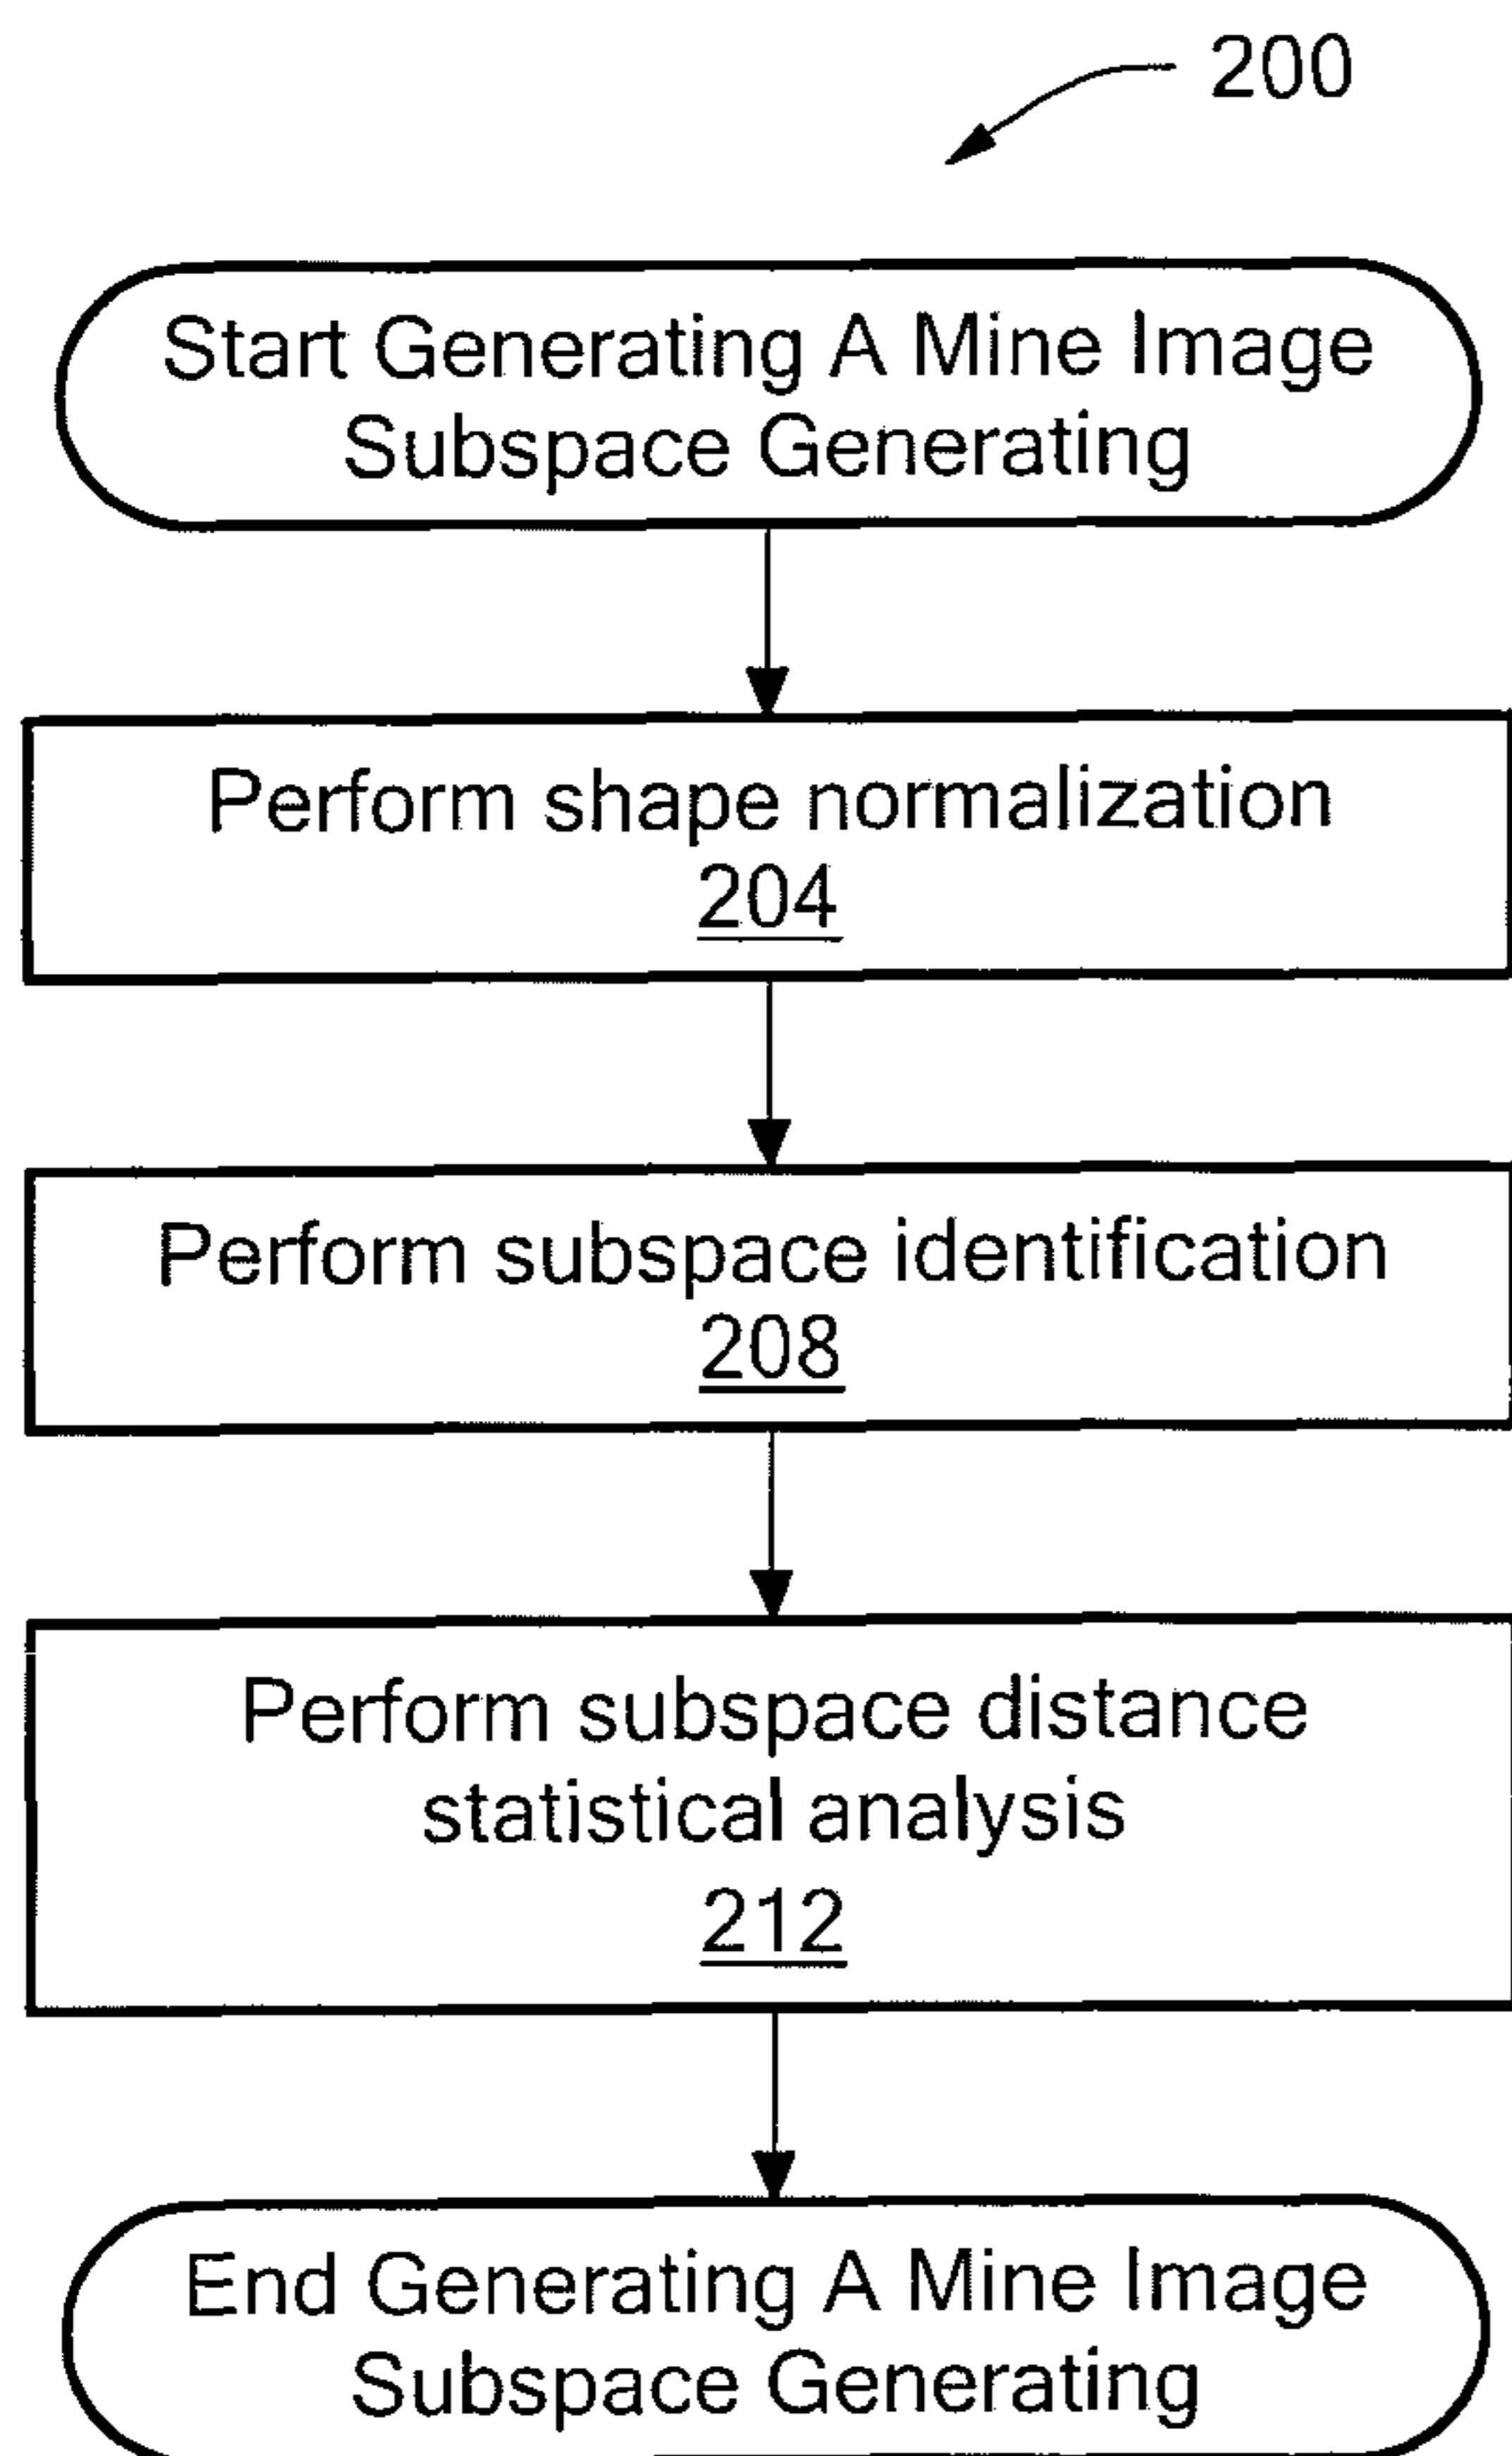 200
Start Generating A Mine Image
Subspace Generating
Perform shape normalization
204
Perform subspace identification
208
Perform subspace distance
statistical analysis
212
End Generating A Mine Image
Subspace Generating